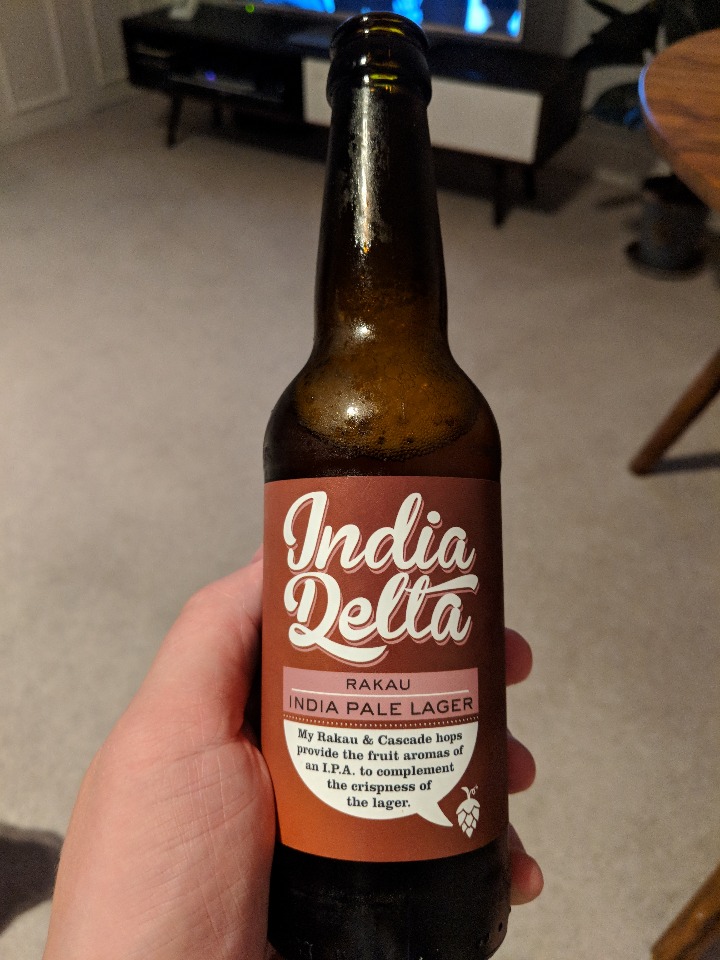 India
Delta
RAKAU
INDIA PALE LAGER
My Rakau & Cascade hops
provide the fruit aromas of
an I.P.A. to complement
the crispness of
the lager.